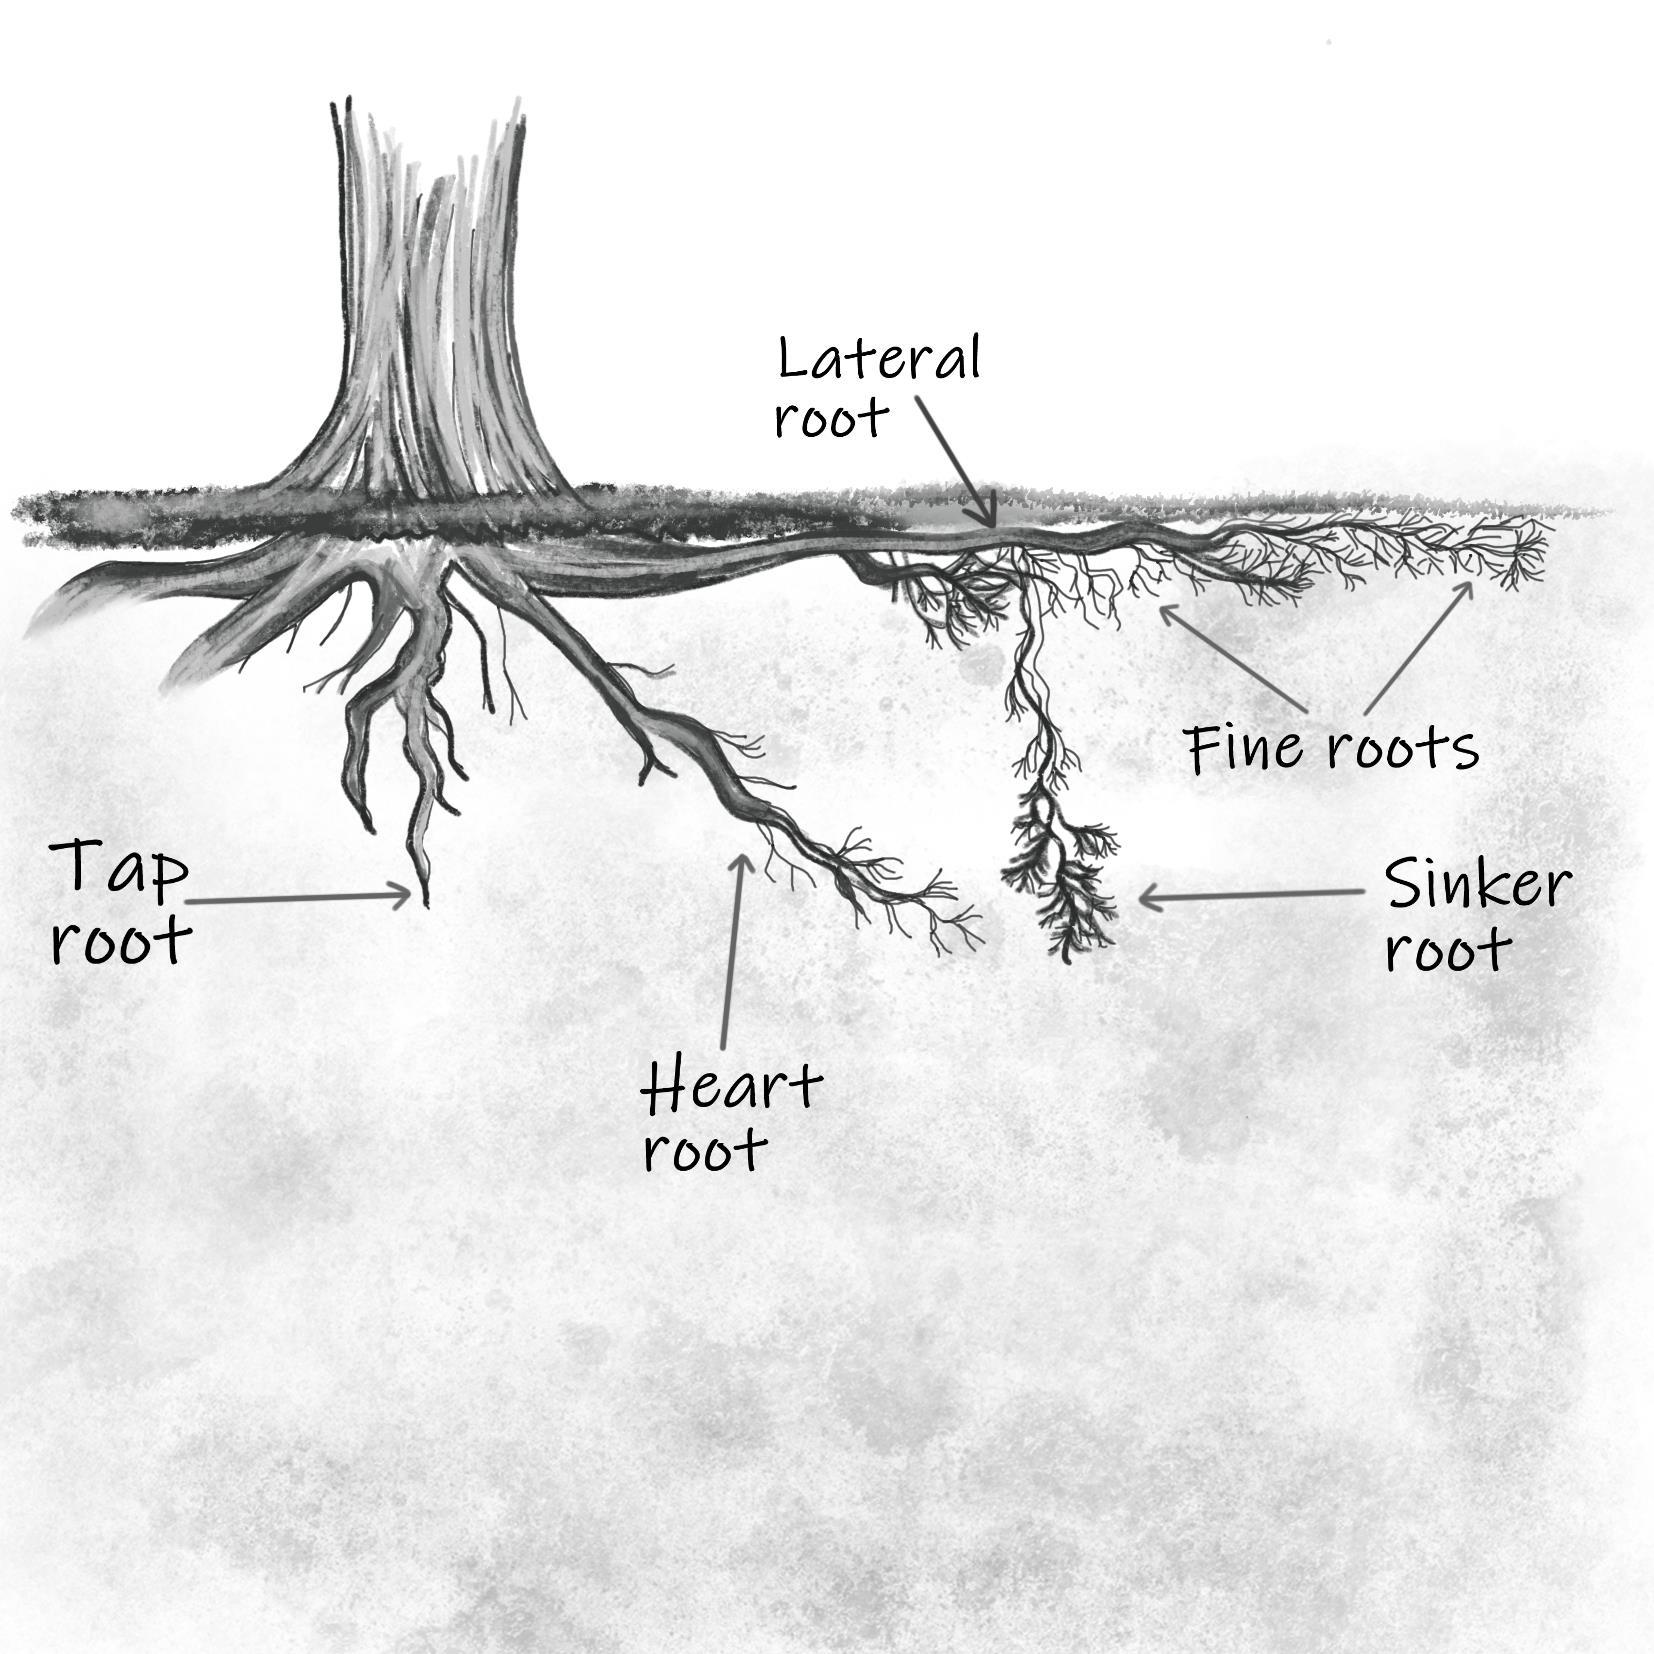 Lateral
root
Fine roots
Tap
root
Sinker
root
Heart
root